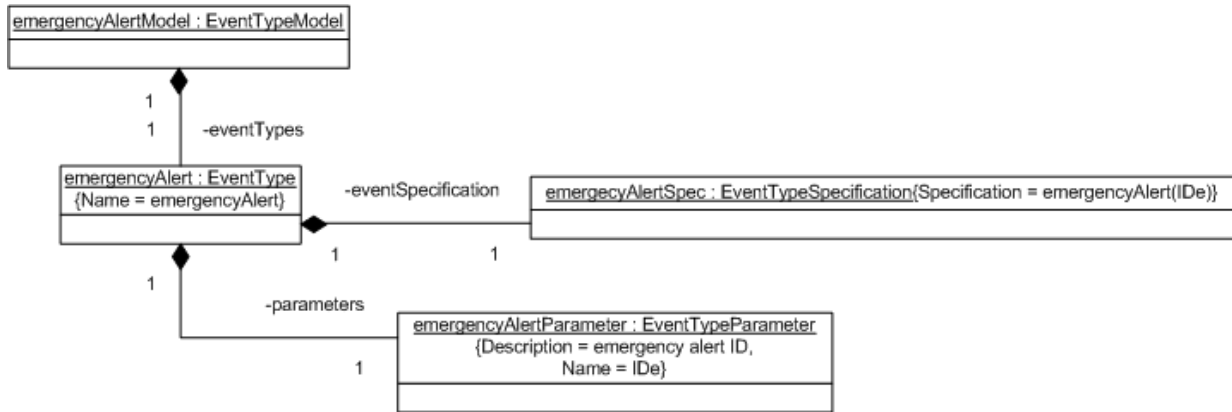 emergencyAlertModel : EventTypeModel
1
1
-eventTypes
emergencyAlert : EventType
{Name = emergencyAlert}
-eventSpecification
emergecyAlertSpec : EventTypeSpecification{Specification = emergencyAlert(IDe)}
1
1
1
-parameters
emergencyAlertParameter : EventTypeParameter
{Description = emergency alert ID,
Name = IDe}
1